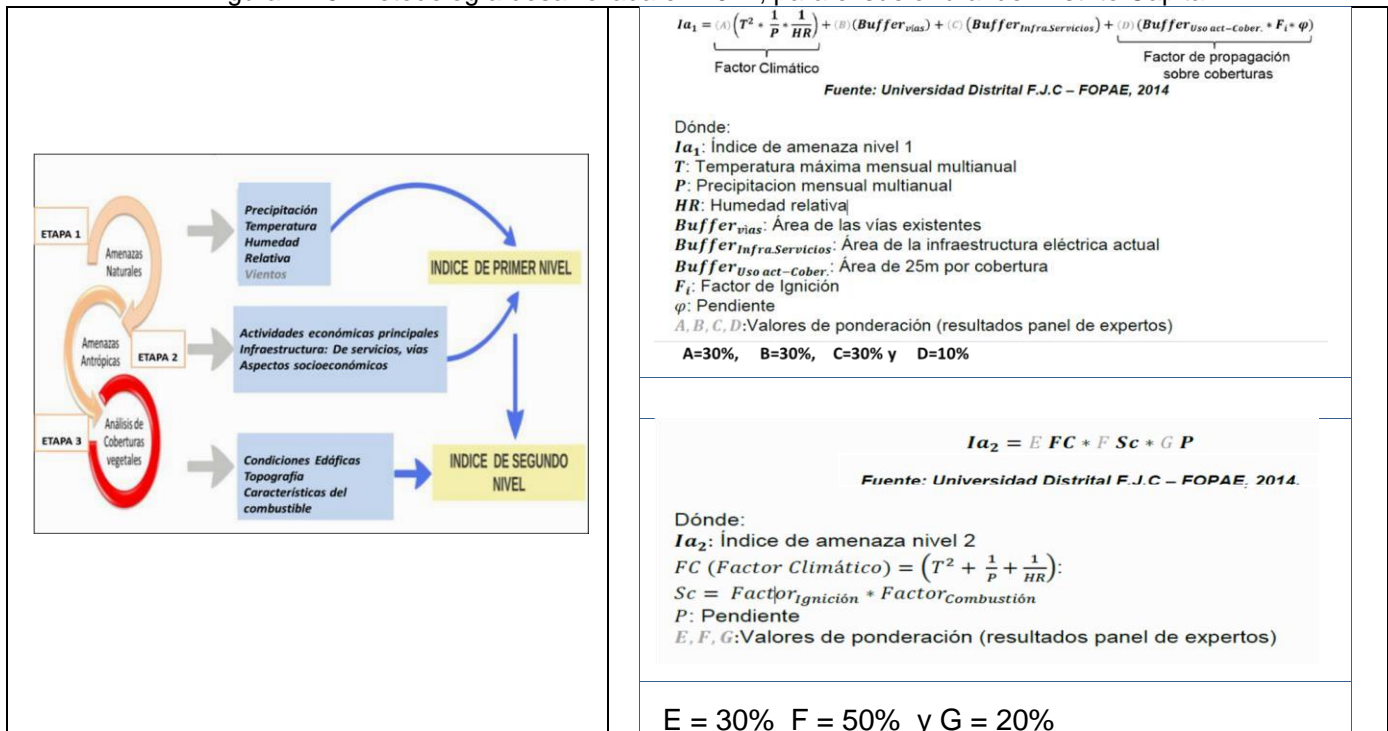 ETAPA 1
Amenazas
Naturales
Precipitación
Temperatura
Humedad
Relativa
Vientos
INDICE DE PRIMER NIVEL
Amenazas
Antrópicas
ETAPA 2
Actividades económicas principales
Infraestructura: De servicios, vías
Aspectos socioeconómicos
ETAPA 3
Análisis de
Coberturas
vegetales
Condiciones Edáficas
Topografía
Características del
combustible
INDICE DE SEGUNDO
NIVEL
Ia₁ = (A)(T² * 1/P * 1/HR) + (B)(Buffer_vias) + (C)(Buffer_Infra.Servicios) + (D)(Buffer_Uso act−Cober. * F_i * φ)
Factor Climático
Factor de propagación
sobre coberturas
Fuente: Universidad Distrital F.J.C – FOPAE, 2014
Dónde:
Ia₁: Índice de amenaza nivel 1
T: Temperatura máxima mensual multianual
P: Precipitacion mensual multianual
HR: Humedad relativa
Buffer_vìas: Área de las vías existentes
Buffer_Infra.Servicios: Área de la infraestructura eléctrica actual
Buffer_Uso act−Cober.: Área de 25m por cobertura
F_i: Factor de Ignición
φ: Pendiente
A, B, C, D:Valores de ponderación (resultados panel de expertos)
A=30%, B=30%, C=30% y D=10%
Ia₂ = E FC * F Sc * G P
Fuente: Universidad Distrital F.J.C – FOPAE, 2014.
Dónde:
Ia₂: Índice de amenaza nivel 2
FC (Factor Climático) = (T² + 1/P + 1/HR):
Sc = Factor_Ignición * Factor_Combustión
P: Pendiente
E, F, G:Valores de ponderación (resultados panel de expertos)
E = 30% F = 50% y G = 20%